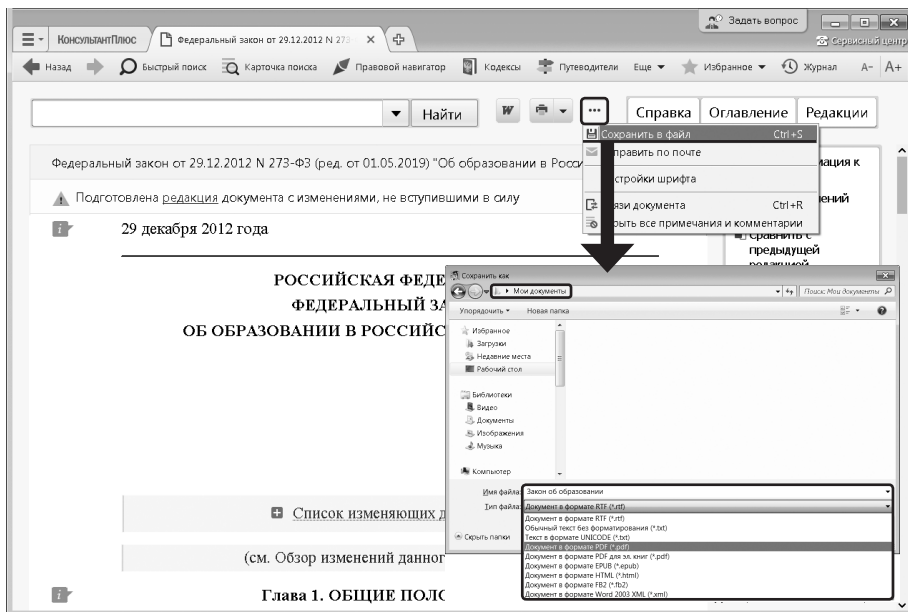 Задать вопрос
КонсультантПлюс
Федеральный закон от 29.12.2012 N 273-
Сервисный центр
Назад
Быстрый поиск
Карточка поиска
Правовой навигатор
Кодексы
Путеводители
Еще
Избранное
Журнал
А-
А+
Найти
Справка
Оглавление
Редакции
Сохранить в файл Ctrl+S
править по почте
стройки шрифта
язи документа Ctrl+R
рыть все примечания и комментарии
Федеральный закон от 29.12.2012 N 273-ФЗ (ред. от 01.05.2019) "Об образовании в Росси
мация к
ений
Подготовлена редакция документа с изменениями, не вступившими в силу
Сравнить с
предыдущей
редакцией
29 декабря 2012 года
РОССИЙСКАЯ ФЕДЕ
ФЕДЕРАЛЬНЫЙ ЗА
ОБ ОБРАЗОВАНИИ В РОССИЙС
Список изменяющих д
(см. Обзор изменений данног
Глава 1. ОБЩИЕ ПОЛО
Сохранить как
Мои документы
Поиск: Мои документы
Упорядочить
Новая папка
Избранное
Загрузки
Недавние места
Рабочий стол
Библиотеки
Видео
Документы
Изображения
Музыка
Компьютер
Имя файла: Закон об образовании
Тип файла: Документ в формате RTF (*.rtf)
Документ в формате RTF (*.rtf)
Обычный текст без форматирования (*.txt)
Текст в формате UNICODE (*.txt)
Документ в формате PDF (*.pdf)
Документ в формате PDF для эл. книг (*.pdf)
Документ в формате EPUB (*.epub)
Документ в формате HTML (*.html)
Документ в формате FB2 (*.fb2)
Документ в формате Word 2003 XML (*.xml)
Скрыть папки